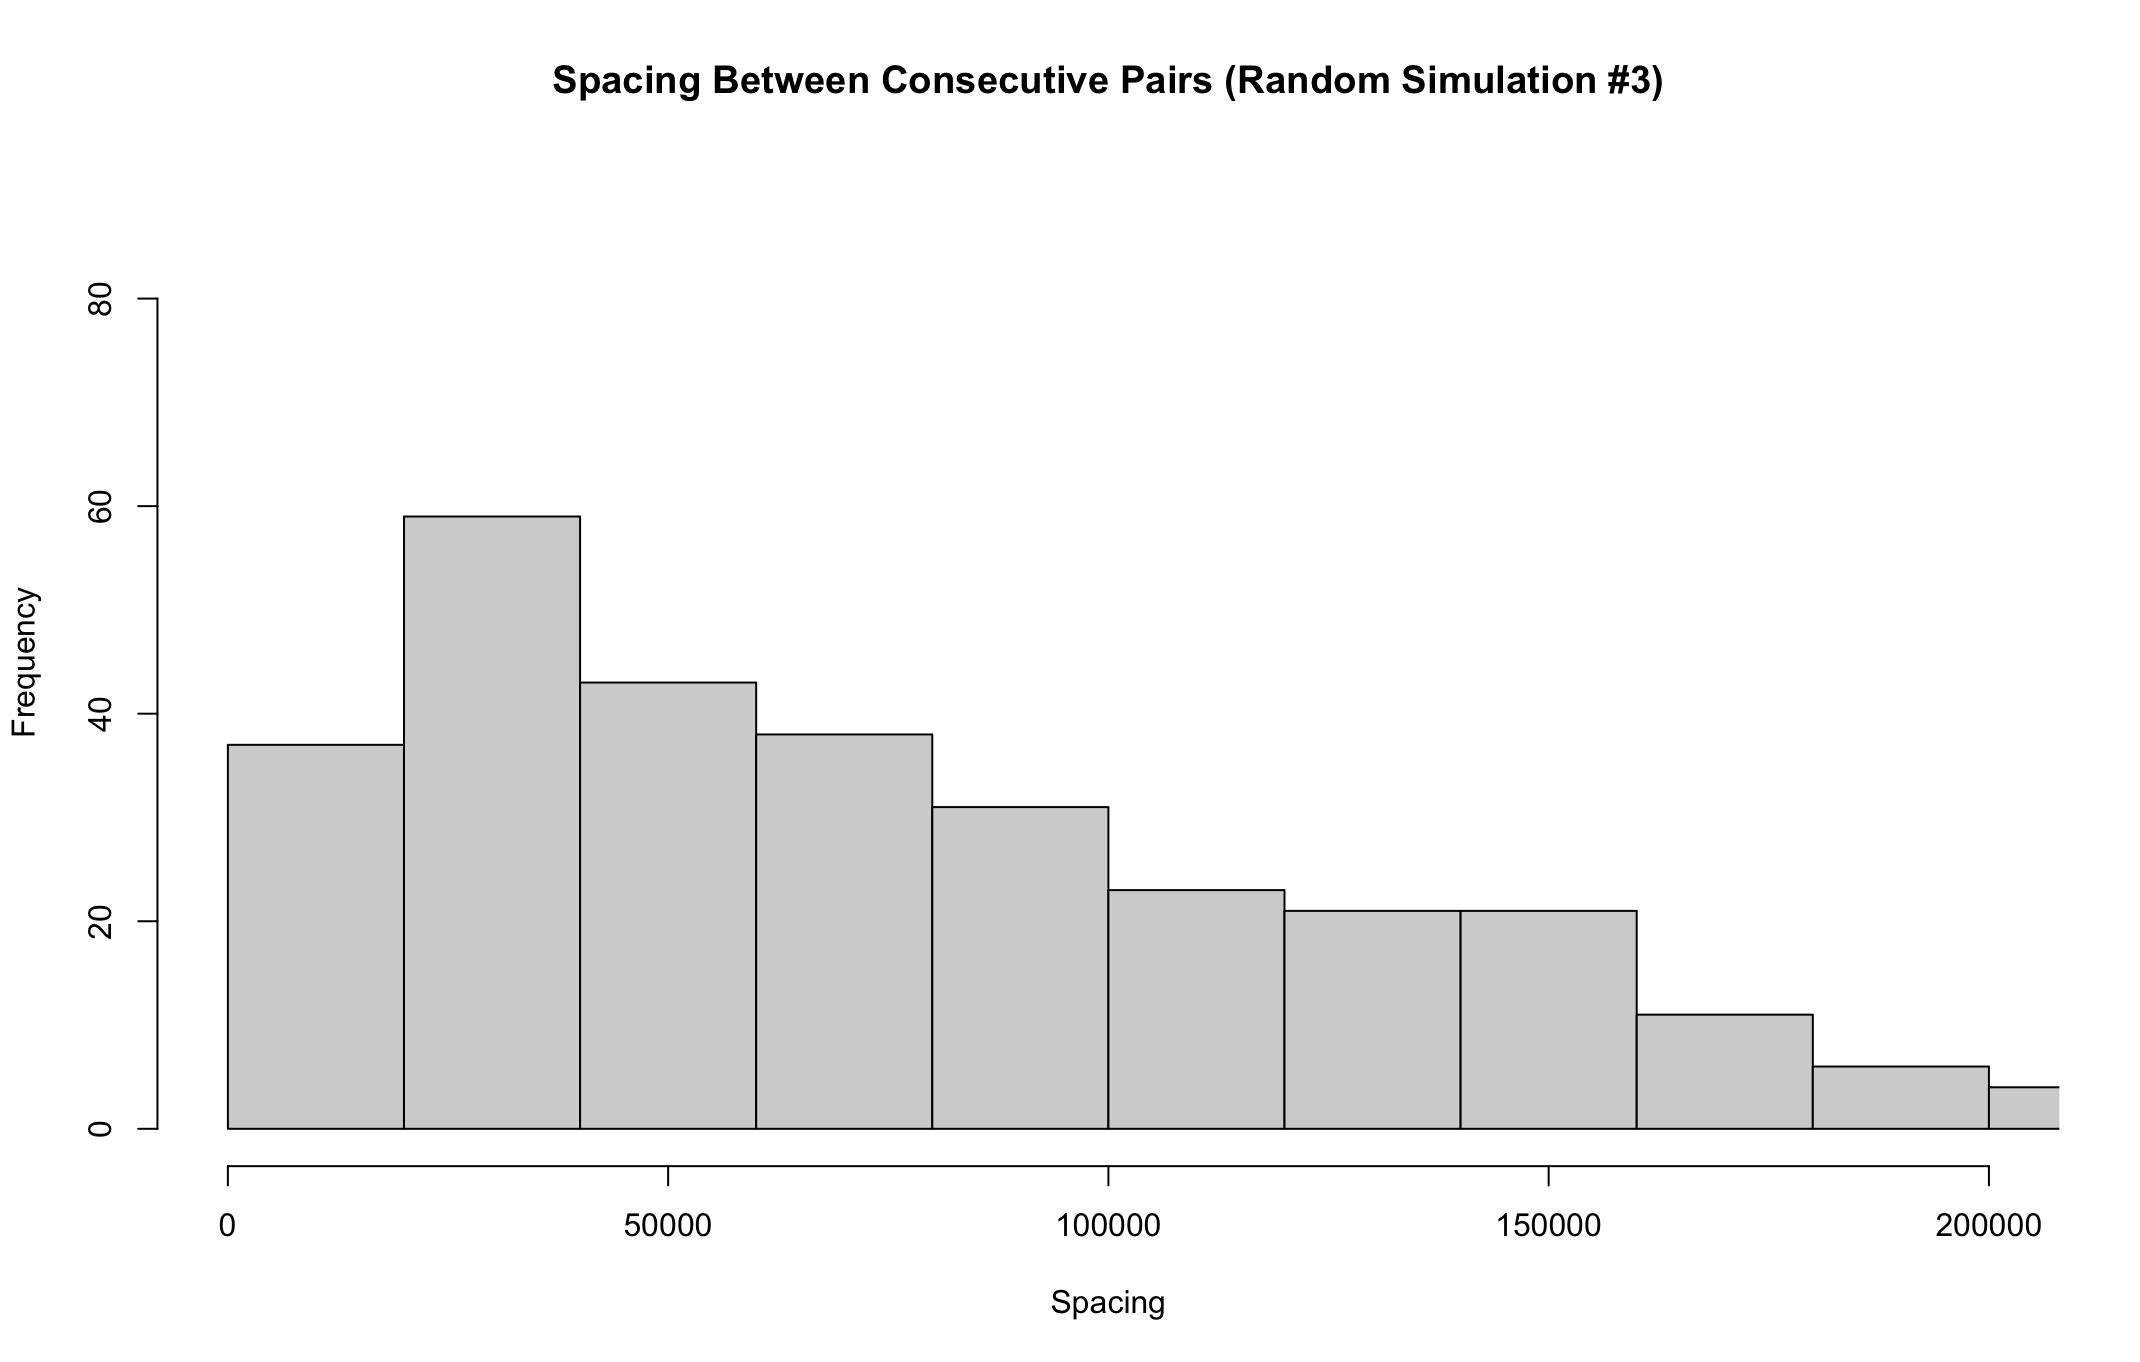 Spacing Between Consecutive Pairs (Random Simulation #3)
80
60
40
20
0
Frequency
0 50000 100000 150000 200000
Spacing